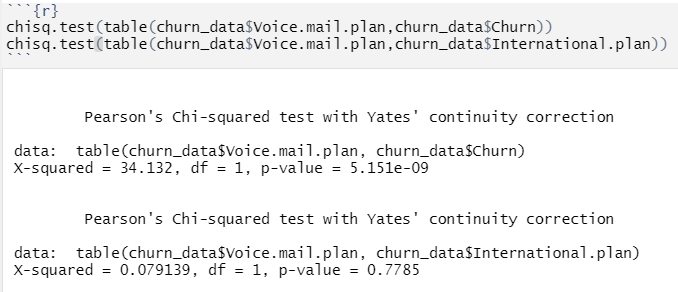 ```{r}
chisq.test(table(churn_data$Voice.mail.plan,churn_data$Churn))
chisq.test(table(churn_data$Voice.mail.plan,churn_data$International.plan))
```
Pearson's Chi-squared test with Yates' continuity correction
data:  table(churn_data$Voice.mail.plan, churn_data$Churn)
X-squared = 34.132, df = 1, p-value = 5.151e-09
Pearson's Chi-squared test with Yates' continuity correction
data:  table(churn_data$Voice.mail.plan, churn_data$International.plan)
X-squared = 0.079139, df = 1, p-value = 0.7785